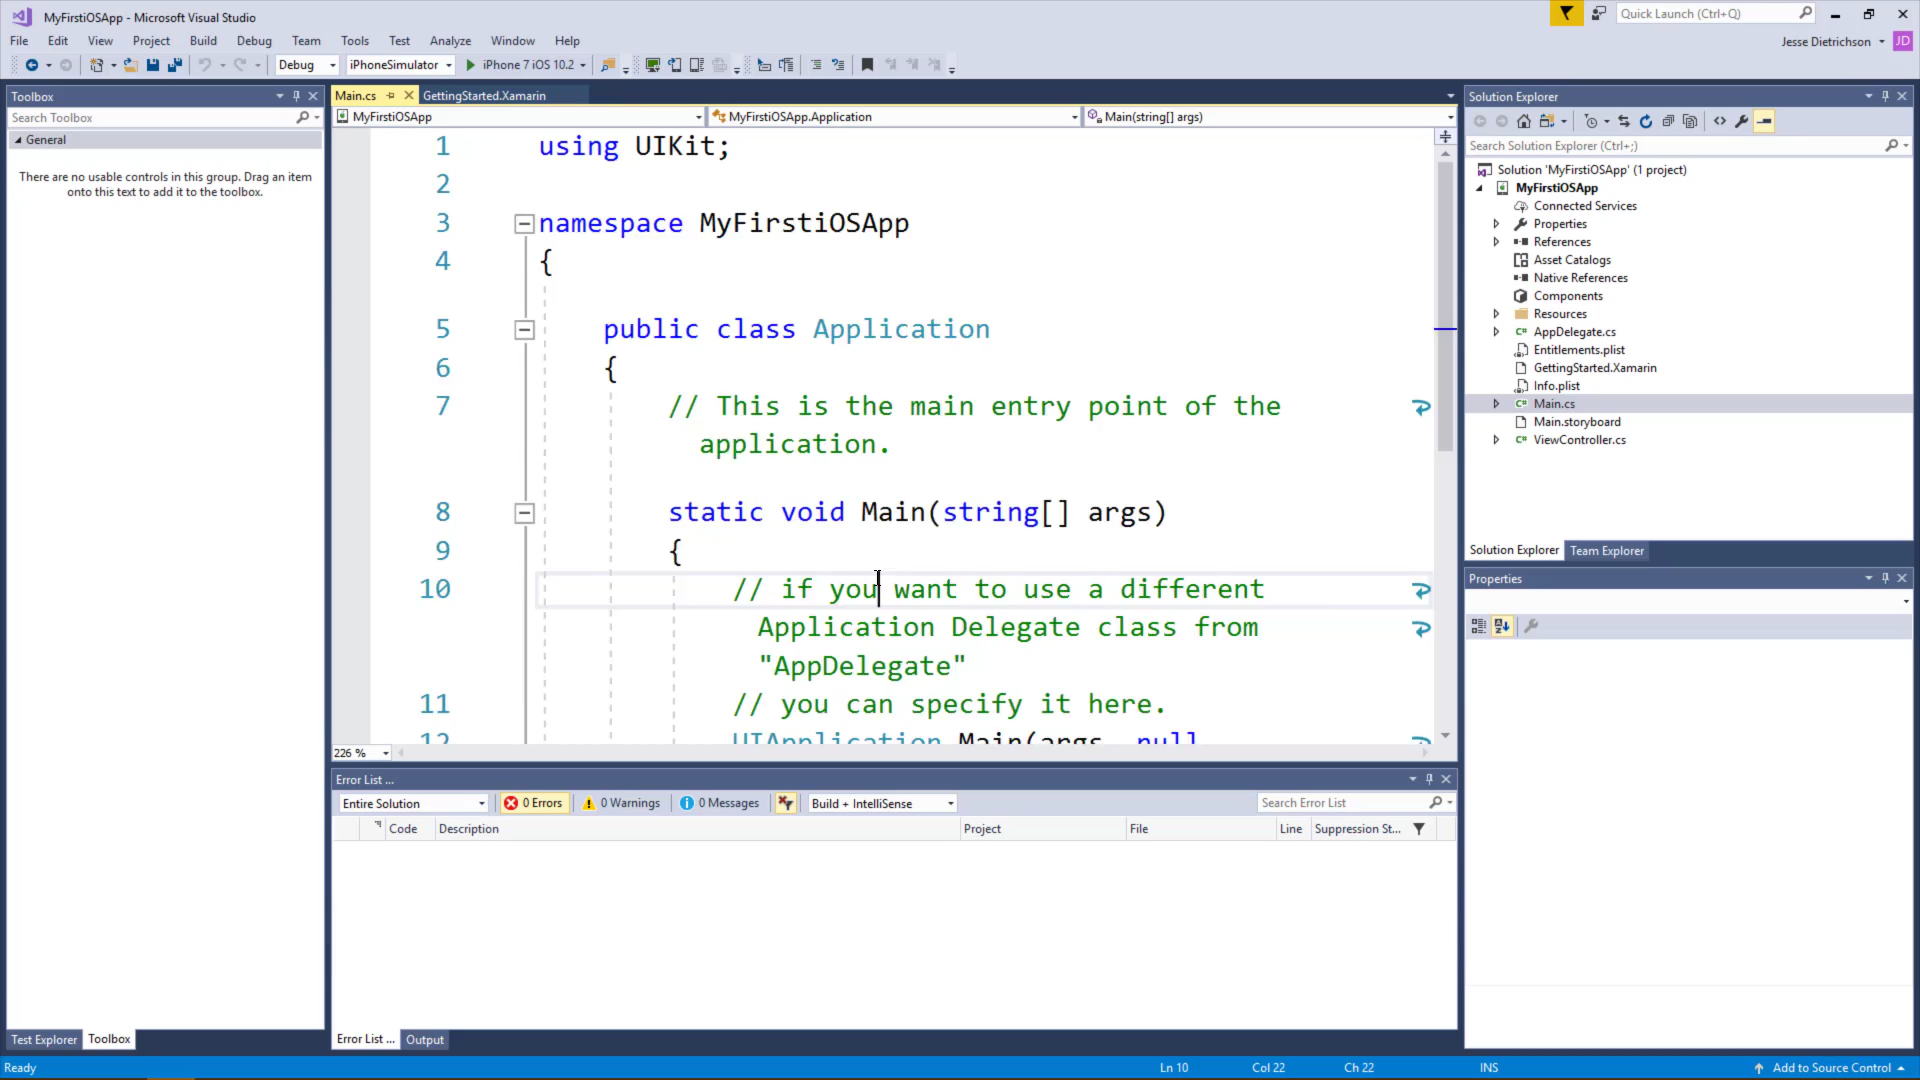 MyFirstiOSApp - Microsoft Visual Studio
Quick Launch (Ctrl+Q)
File Edit View Project Build Debug Team Tools Test Analyze Window Help
Jesse Dietrichson JD
Debug iPhoneSimulator iPhone 7 iOS 10.2
Toolbox
Search Toolbox
General
There are no usable controls in this group. Drag an item
onto this text to add it to the toolbox.
Test Explorer Toolbox
Main.cs GettingStarted.Xamarin
MyFirstiOSApp MyFirstiOSApp.Application Main(string[] args)
1 using UIKit;
2
3 namespace MyFirstiOSApp
4 {
5 public class Application
6 {
7 // This is the main entry point of the
application.
8 static void Main(string[] args)
9 {
10 // if you want to use a different
Application Delegate class from
"AppDelegate"
11 // you can specify it here.
12 UIApplication.Main(args, null
226 %
Error List ...
Entire Solution 0 Errors 0 Warnings 0 Messages Build + IntelliSense Search Error List
Code Description Project File Line Suppression St...
Error List ... Output
Solution Explorer
Search Solution Explorer (Ctrl+;)
Solution 'MyFirstiOSApp' (1 project)
MyFirstiOSApp
Connected Services
Properties
References
Asset Catalogs
Native References
Components
Resources
C# AppDelegate.cs
Entitlements.plist
GettingStarted.Xamarin
Info.plist
C# Main.cs
Main.storyboard
C# ViewController.cs
Solution Explorer Team Explorer
Properties
Ready Ln 10 Col 22 Ch 22 INS Add to Source Control